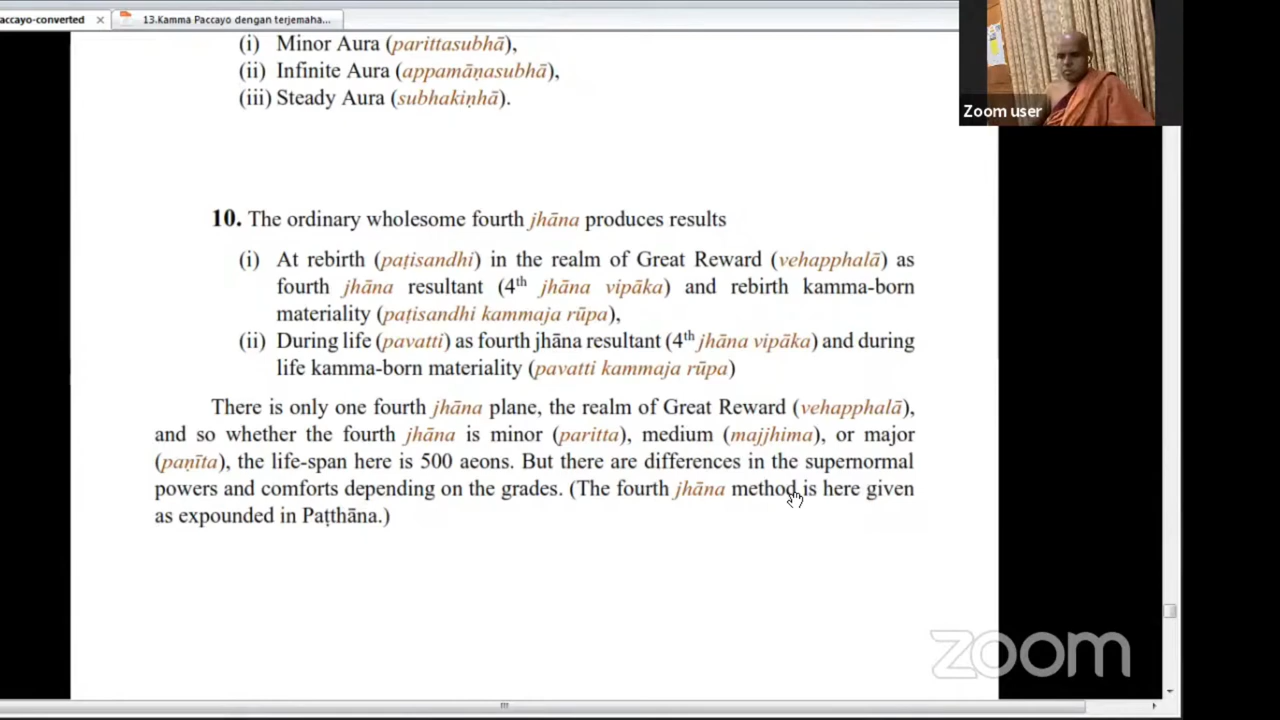 accayo-converted
13.Kamma Paccayo dengan terjemaha...
(i) Minor Aura (parittasubhā),
(ii) Infinite Aura (appamāṇasubhā),
(iii) Steady Aura (subhakiṇhā).
Zoom user
10. The ordinary wholesome fourth jhāna produces results
(i) At rebirth (paṭisandhi) in the realm of Great Reward (vehapphalā) as
fourth jhāna resultant (4th jhāna vipāka) and rebirth kamma-born
materiality (paṭisandhi kammaja rūpa),
(ii) During life (pavatti) as fourth jhāna resultant (4th jhāna vipāka) and during
life kamma-born materiality (pavatti kammaja rūpa)
There is only one fourth jhāna plane, the realm of Great Reward (vehapphalā),
and so whether the fourth jhāna is minor (paritta), medium (majjhima), or major
(paṇīta), the life-span here is 500 aeons. But there are differences in the supernormal
powers and comforts depending on the grades. (The fourth jhāna method is here given
as expounded in Paṭṭhāna.)
zoom